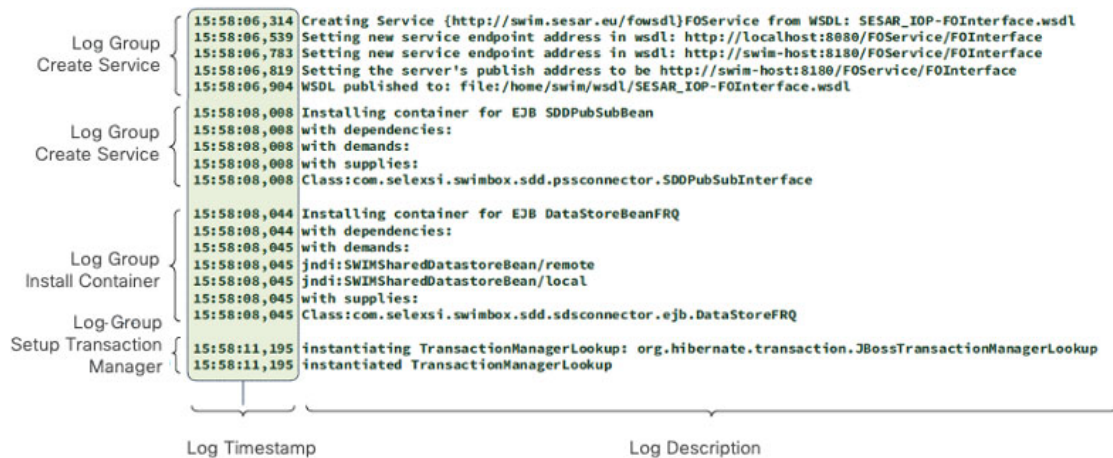 Log Group
Create Service
15:58:06,314 Creating Service {http://swim.sesar.eu/fowsdl}FOService from WSDL: SESAR_IOP-FOInterface.wsdl
15:58:06,539 Setting new service endpoint address in wsdl: http://localhost:8080/FOService/FOInterface
15:58:06,783 Setting new service endpoint address in wsdl: http://swim-host:8180/FOService/FOInterface
15:58:06,819 Setting the server's publish address to be http://swim-host:8180/FOService/FOInterface
15:58:06,904 WSDL published to: file:/home/swim/wsdl/SESAR_IOP-FOInterface.wsdl
Log Group
Create Service
15:58:08,008 Installing container for EJB SDDPubSubBean
15:58:08,008 with dependencies:
15:58:08,008 with demands:
15:58:08,008 with supplies:
15:58:08,008 Class:com.selexsi.swimbox.sdd.pssconnector.SDDPubSubInterface
Log Group
Install Container
15:58:08,044 Installing container for EJB DataStoreBeanFRQ
15:58:08,044 with dependencies:
15:58:08,045 with demands:
15:58:08,045 jndi:SWIMSharedDatastoreBean/remote
15:58:08,045 jndi:SWIMSharedDatastoreBean/local
15:58:08,045 with supplies:
15:58:08,045 Class:com.selexsi.swimbox.sdd.sdsconnector.ejb.DataStoreFRQ
Log-Group
Setup Transaction
Manager
15:58:11,195 instantiating TransactionManagerLookup: org.hibernate.transaction.JBossTransactionManagerLookup
15:58:11,195 instantiated TransactionManagerLookup
Log Timestamp
Log Description